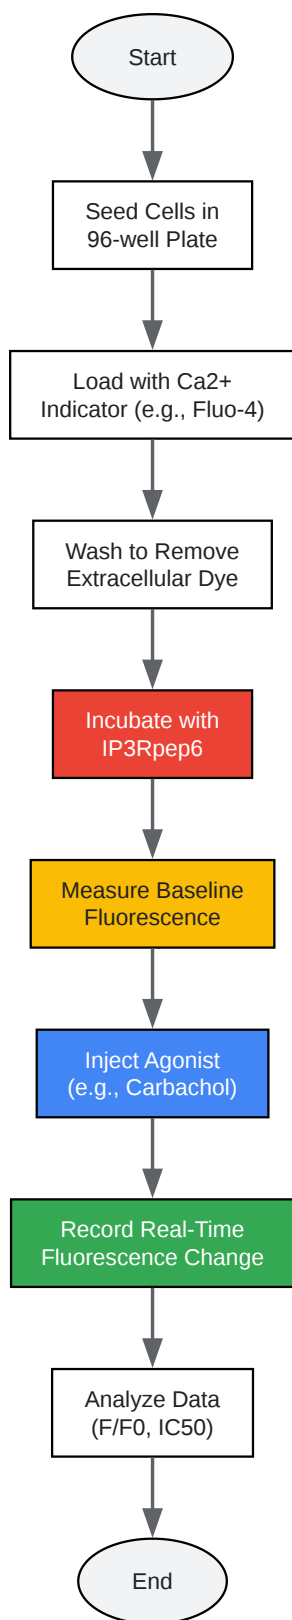 Start
Seed Cells in
96-well Plate
Load with Ca2+
Indicator (e.g., Fluo-4)
Wash to Remove
Extracellular Dye
Incubate with
IP3Rpep6
Measure Baseline
Fluorescence
Inject Agonist
(e.g., Carbachol)
Record Real-Time
Fluorescence Change
Analyze Data
(F/F0, IC50)
End